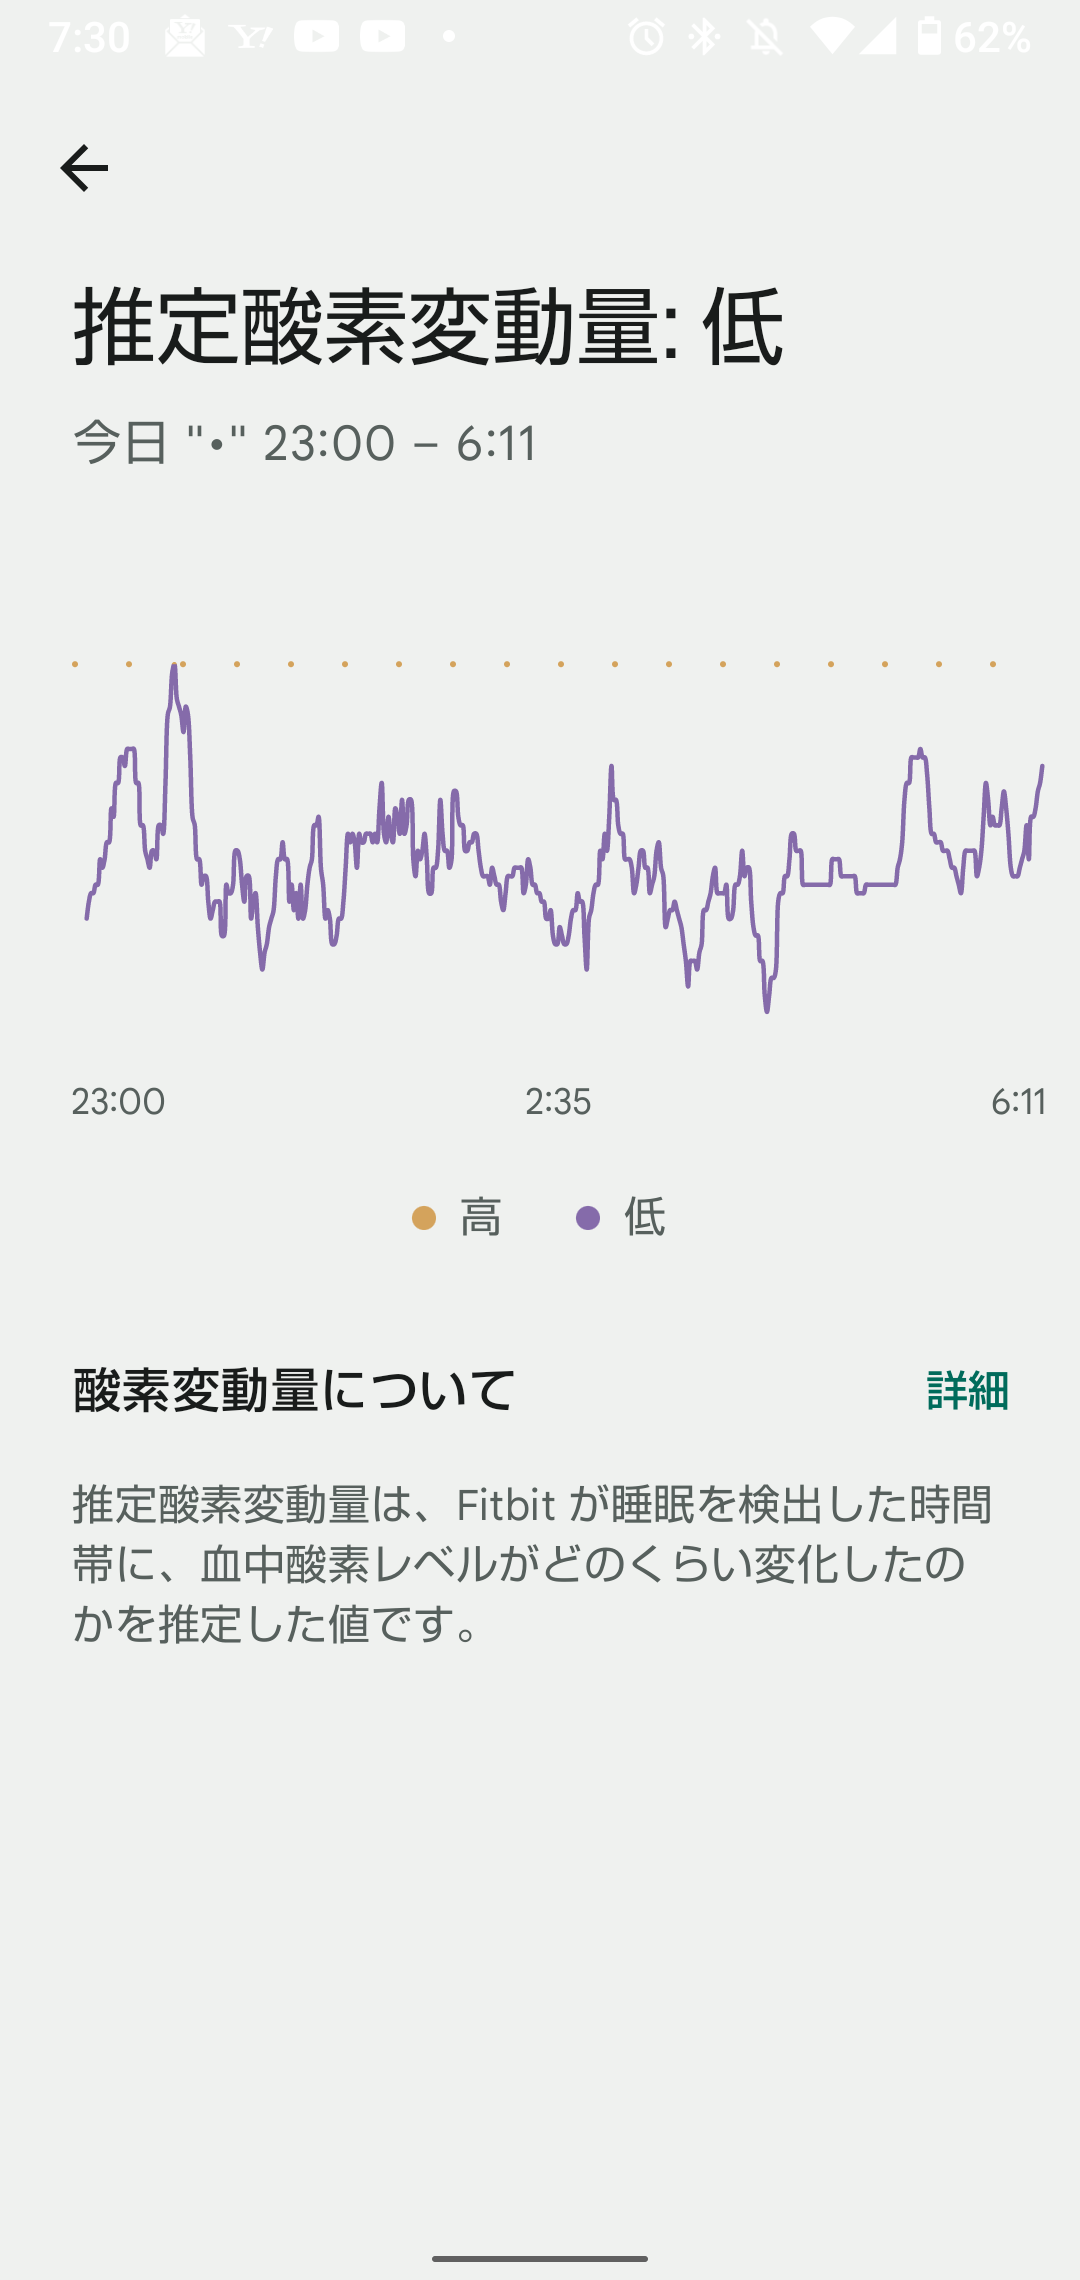 7:30 Y! 62%
推定酸素変動量: 低
今日 "•" 23:00 – 6:11
23:00 2:35 6:11
高 低
酸素変動量について 詳細
推定酸素変動量は、Fitbit が睡眠を検出した時間
帯に、血中酸素レベルがどのくらい変化したの
かを推定した値です。